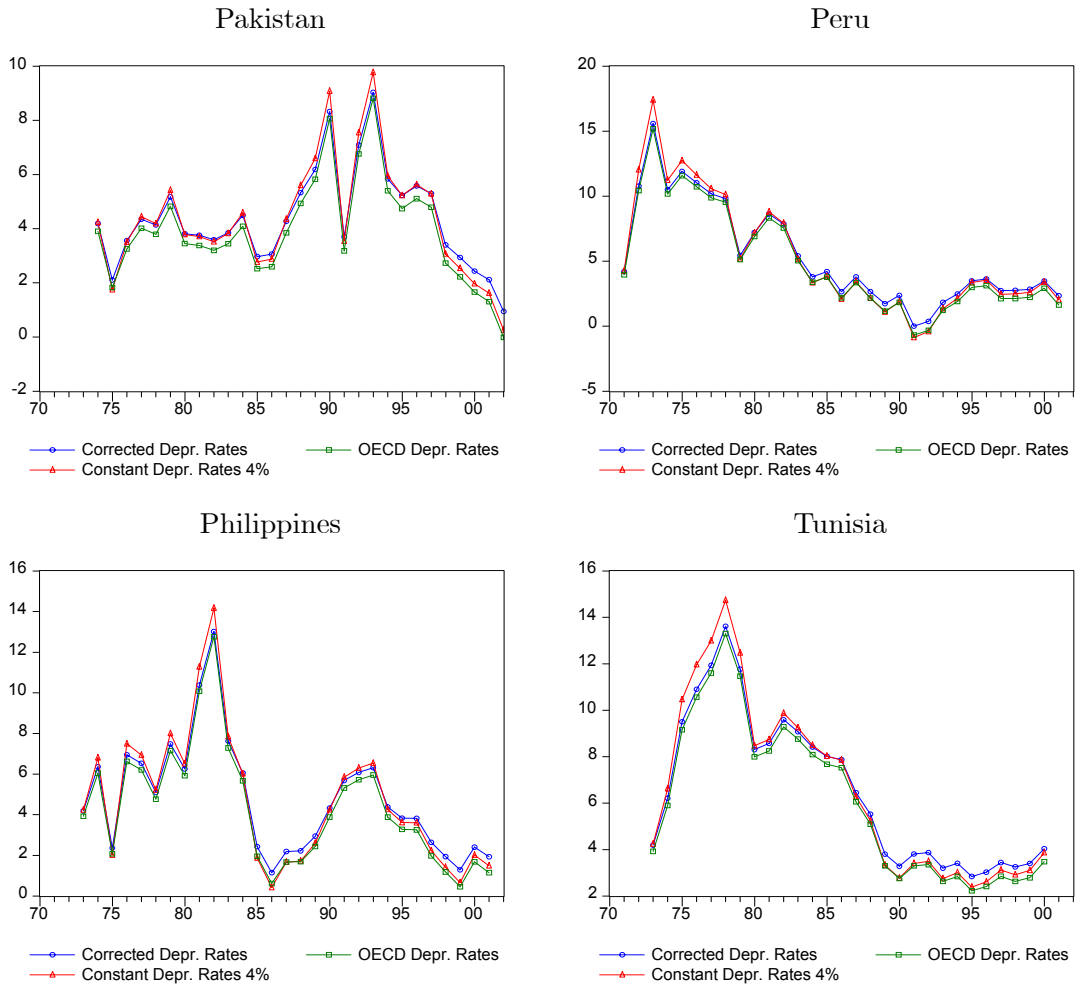 Pakistan
10
8
6
4
2
0
-2
70 75 80 85 90 95 00
Corrected Depr. Rates
OECD Depr. Rates
Constant Depr. Rates 4%
Peru
20
15
10
5
0
-5
70 75 80 85 90 95 00
Corrected Depr. Rates
OECD Depr. Rates
Constant Depr. Rates 4%
Philippines
16
14
12
10
8
6
4
2
0
70 75 80 85 90 95 00
Corrected Depr. Rates
OECD Depr. Rates
Constant Depr. Rates 4%
Tunisia
16
14
12
10
8
6
4
2
70 75 80 85 90 95 00
Corrected Depr. Rates
OECD Depr. Rates
Constant Depr. Rates 4%